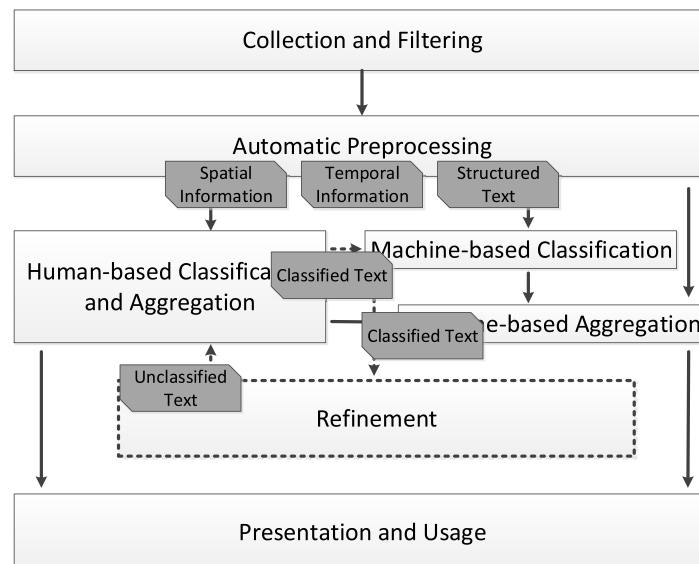 Collection and Filtering
Automatic Preprocessing
Spatial
Information
Temporal
Information
Structured
Text
Human-based Classifica
and Aggregation
Classified Text
Machine-based Classification
Classified Text
ne-based Aggregation
Unclassified
Text
Refinement
Presentation and Usage